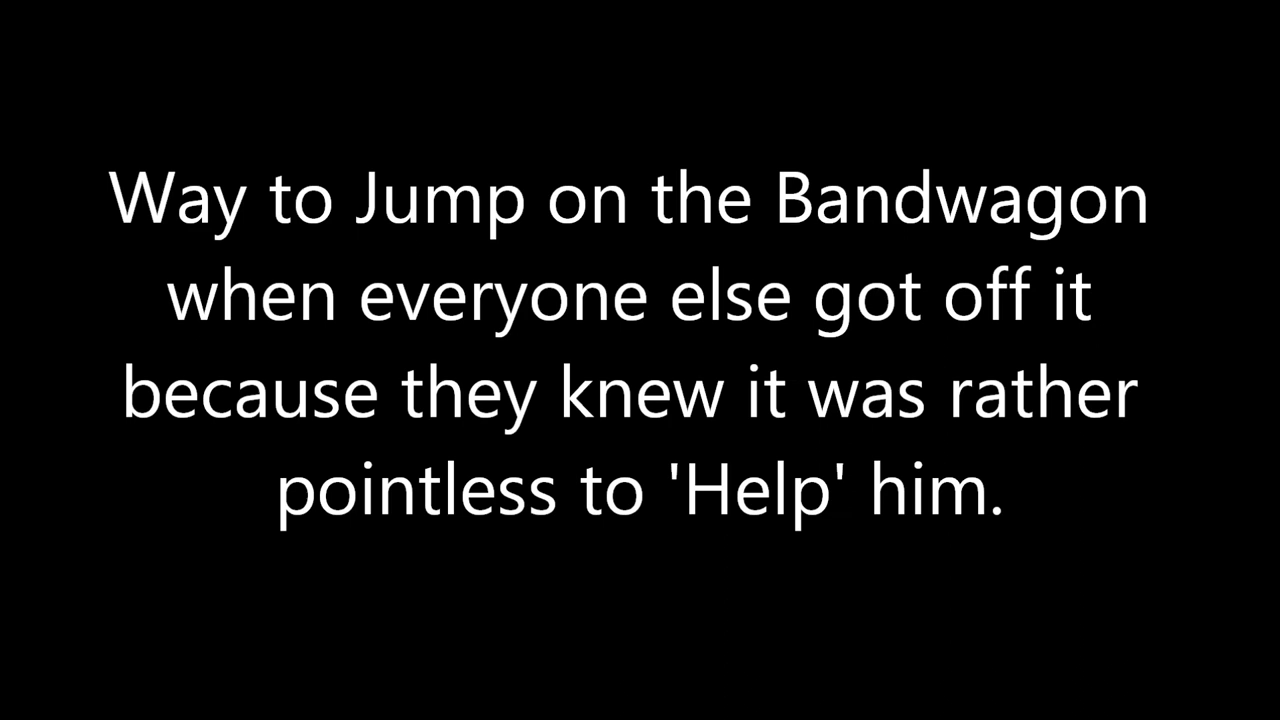 Way to Jump on the Bandwagon
when everyone else got off it
because they knew it was rather
pointless to 'Help' him.